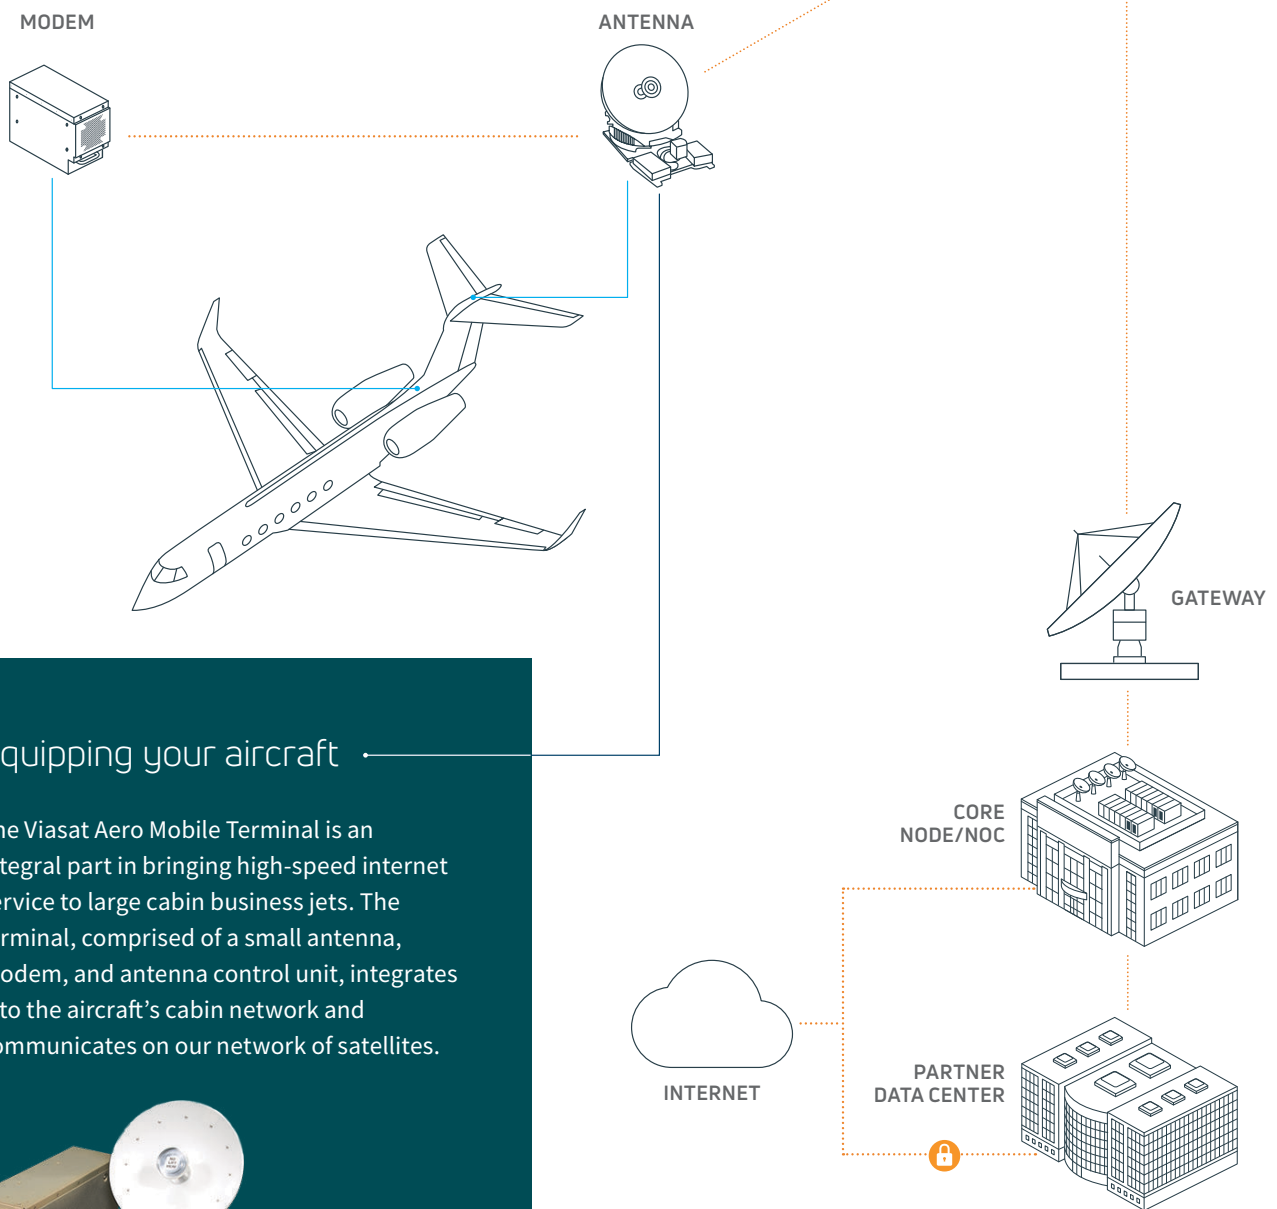 MODEM
ANTENNA
GATEWAY
CORE
NODE/NOC
INTERNET
PARTNER
DATA CENTER
quipping your aircraft
he Viasat Aero Mobile Terminal is an
tegral part in bringing high-speed internet
ervice to large cabin business jets. The
rminal, comprised of a small antenna,
odem, and antenna control unit, integrates
to the aircraft’s cabin network and
ommunicates on our network of satellites.